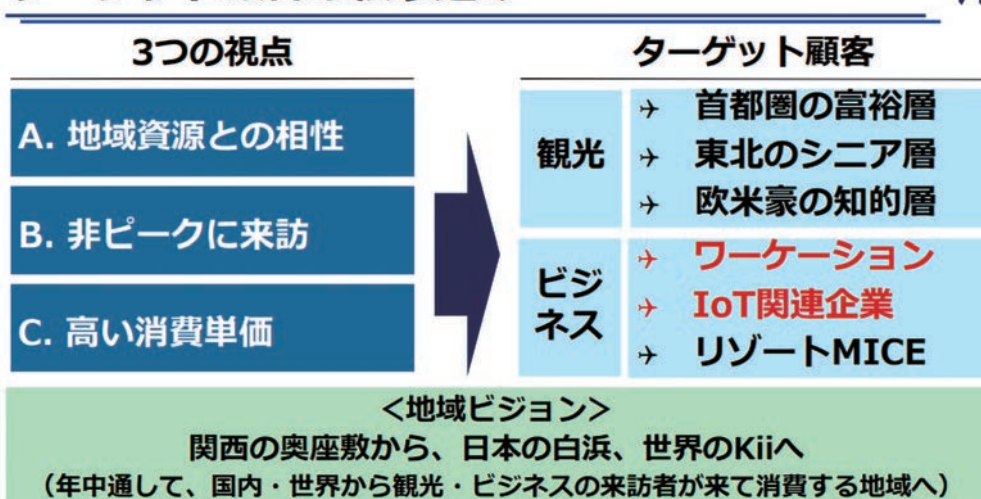 3つの視点
A. 地域資源との相性
B. 非ピークに来訪
C. 高い消費単価
ターゲット顧客
観光
首都圏の富裕層
東北のシニア層
欧米豪の知的層
ビジ
ネス
ワーケーション
IoT関連企業
リゾートMICE
＜地域ビジョン＞
関西の奥座敷から、日本の白浜、世界のKiiへ
（年中通して、国内・世界から観光・ビジネスの来訪者が来て消費する地域へ）